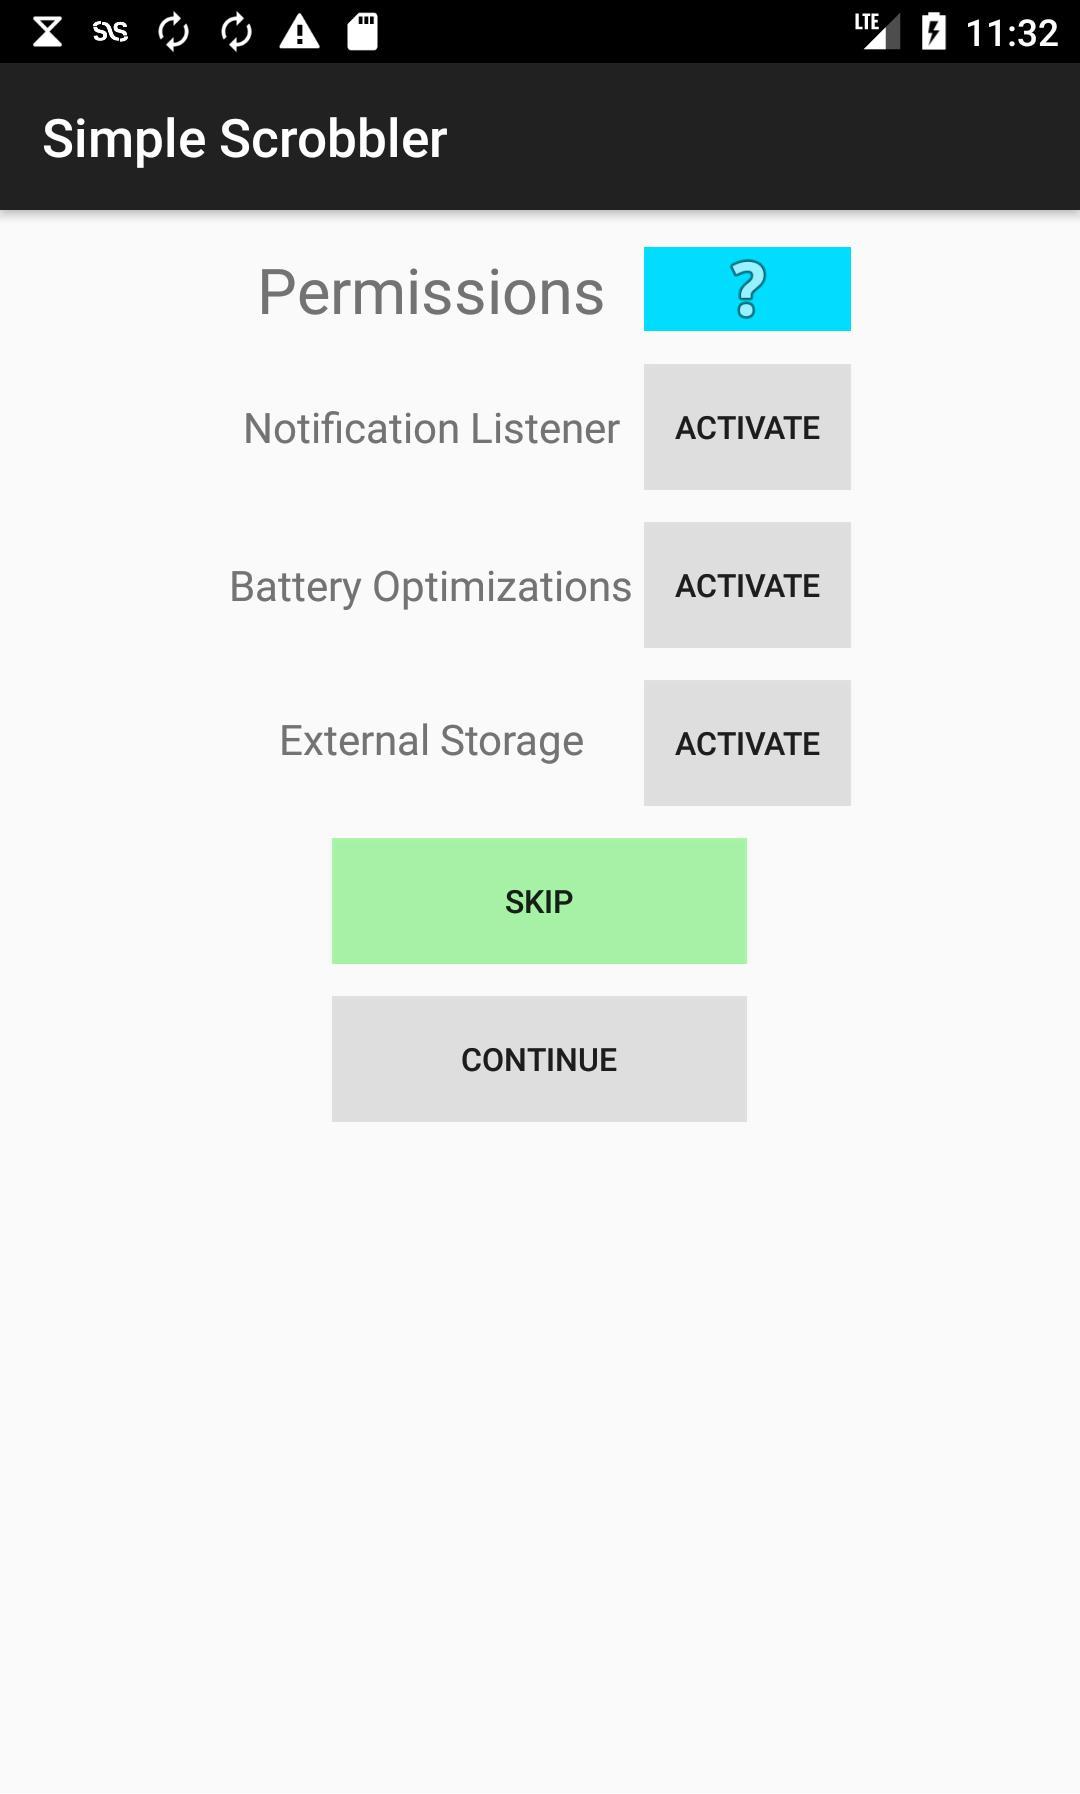 LTE 11:32
Simple Scrobbler
Permissions ?
Notification Listener ACTIVATE
Battery Optimizations ACTIVATE
External Storage ACTIVATE
SKIP
CONTINUE